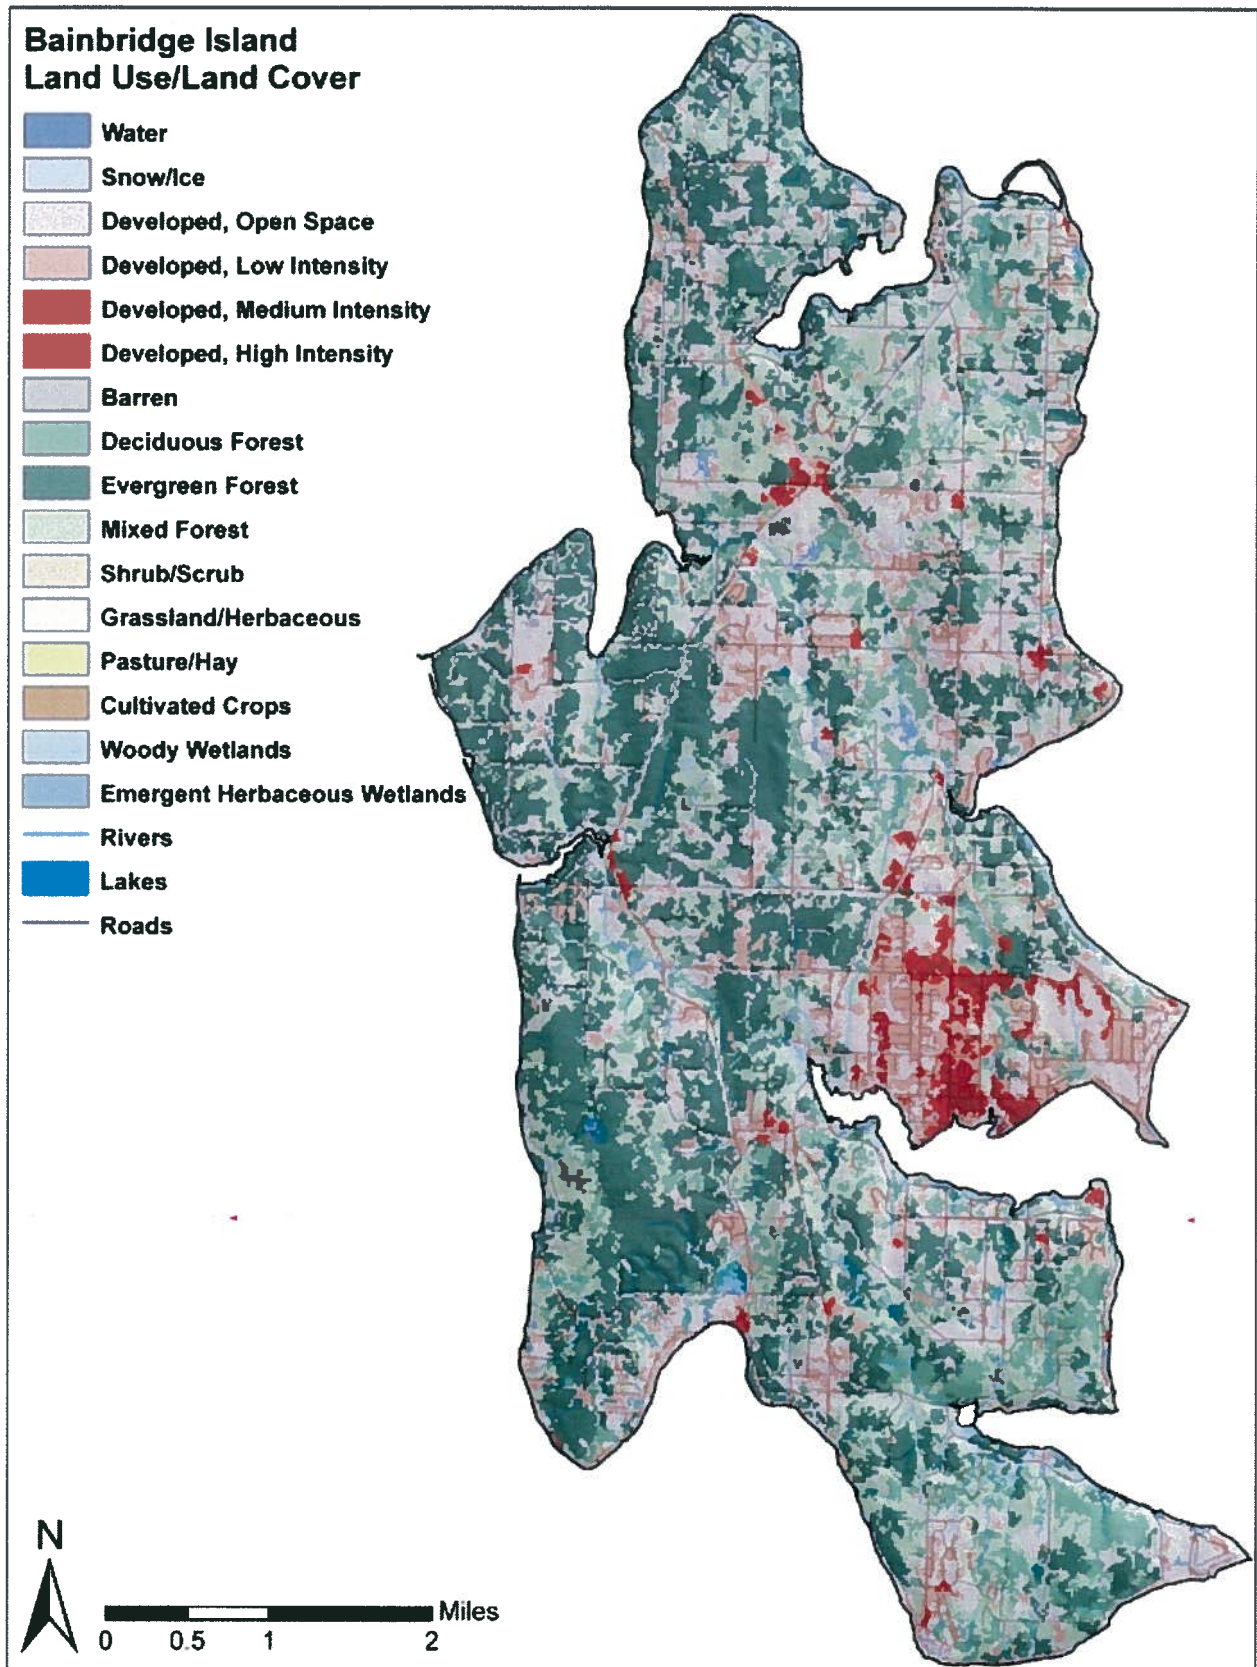 Bainbridge Island
Land Use/Land Cover
Water
Snow/Ice
Developed, Open Space
Developed, Low Intensity
Developed, Medium Intensity
Developed, High Intensity
Barren
Deciduous Forest
Evergreen Forest
Mixed Forest
Shrub/Scrub
Grassland/Herbaceous
Pasture/Hay
Cultivated Crops
Woody Wetlands
Emergent Herbaceous Wetlands
Rivers
Lakes
Roads
N
Miles
0 0.5 1 2